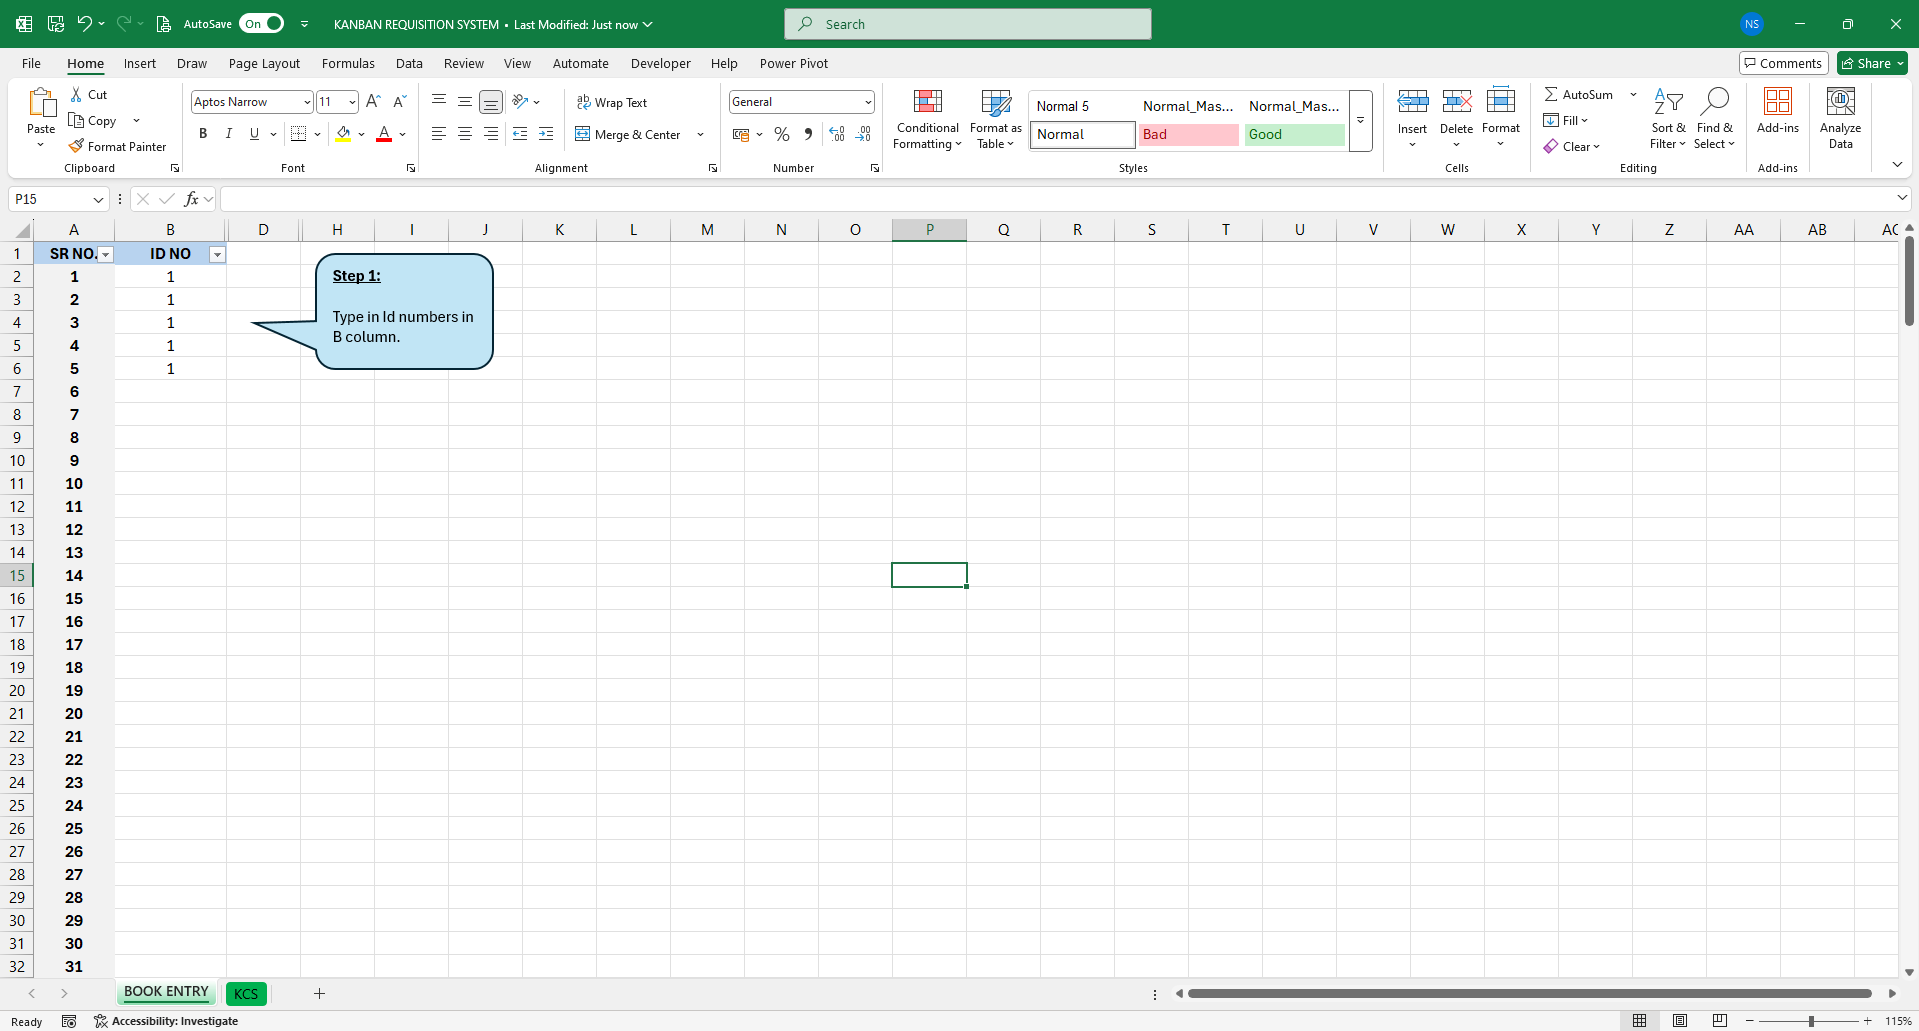 AutoSave On KANBAN REQUISITION SYSTEM • Last Modified: Just now Search NS
File Home Insert Draw Page Layout Formulas Data Review View Automate Developer Help Power Pivot Comments Share
Paste Cut Copy Format Painter Clipboard
Aptos Narrow 11 B I U A Font
Wrap Text Merge & Center Alignment
General % Number
Conditional Formatting Format as Table Normal 5 Normal_Mas... Normal_Mas... Normal Bad Good Styles
Insert Delete Format Cells
AutoSum Fill Clear Sort & Filter Find & Select Editing
Add-ins Add-ins
Analyze Data
P15 fx
A B D H I J K L M N O P Q R S T U V W X Y Z AA AB AC
1 SR NO. ID NO
2 1 1
3 2 1
4 3 1
5 4 1
6 5 1
Step 1:
Type in Id numbers in
B column.
7 6
8 7
9 8
10 9
11 10
12 11
13 12
14 13
15 14
16 15
17 16
18 17
19 18
20 19
21 20
22 21
23 22
24 23
25 24
26 25
27 26
28 27
29 28
30 29
31 30
32 31
BOOK ENTRY KCS
Ready Accessibility: Investigate 115%